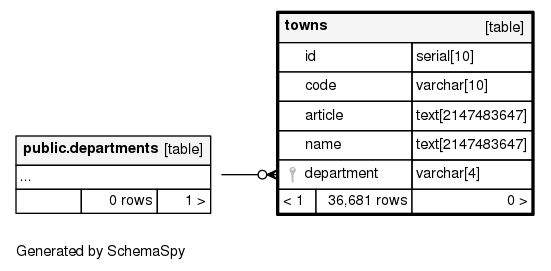 towns [table]
id serial[10]
code varchar[10]
article text[2147483647]
name text[2147483647]
department varchar[4]
< 1 36,681 rows 0 >
public.departments [table]
...
0 rows 1 >
Generated by SchemaSpy